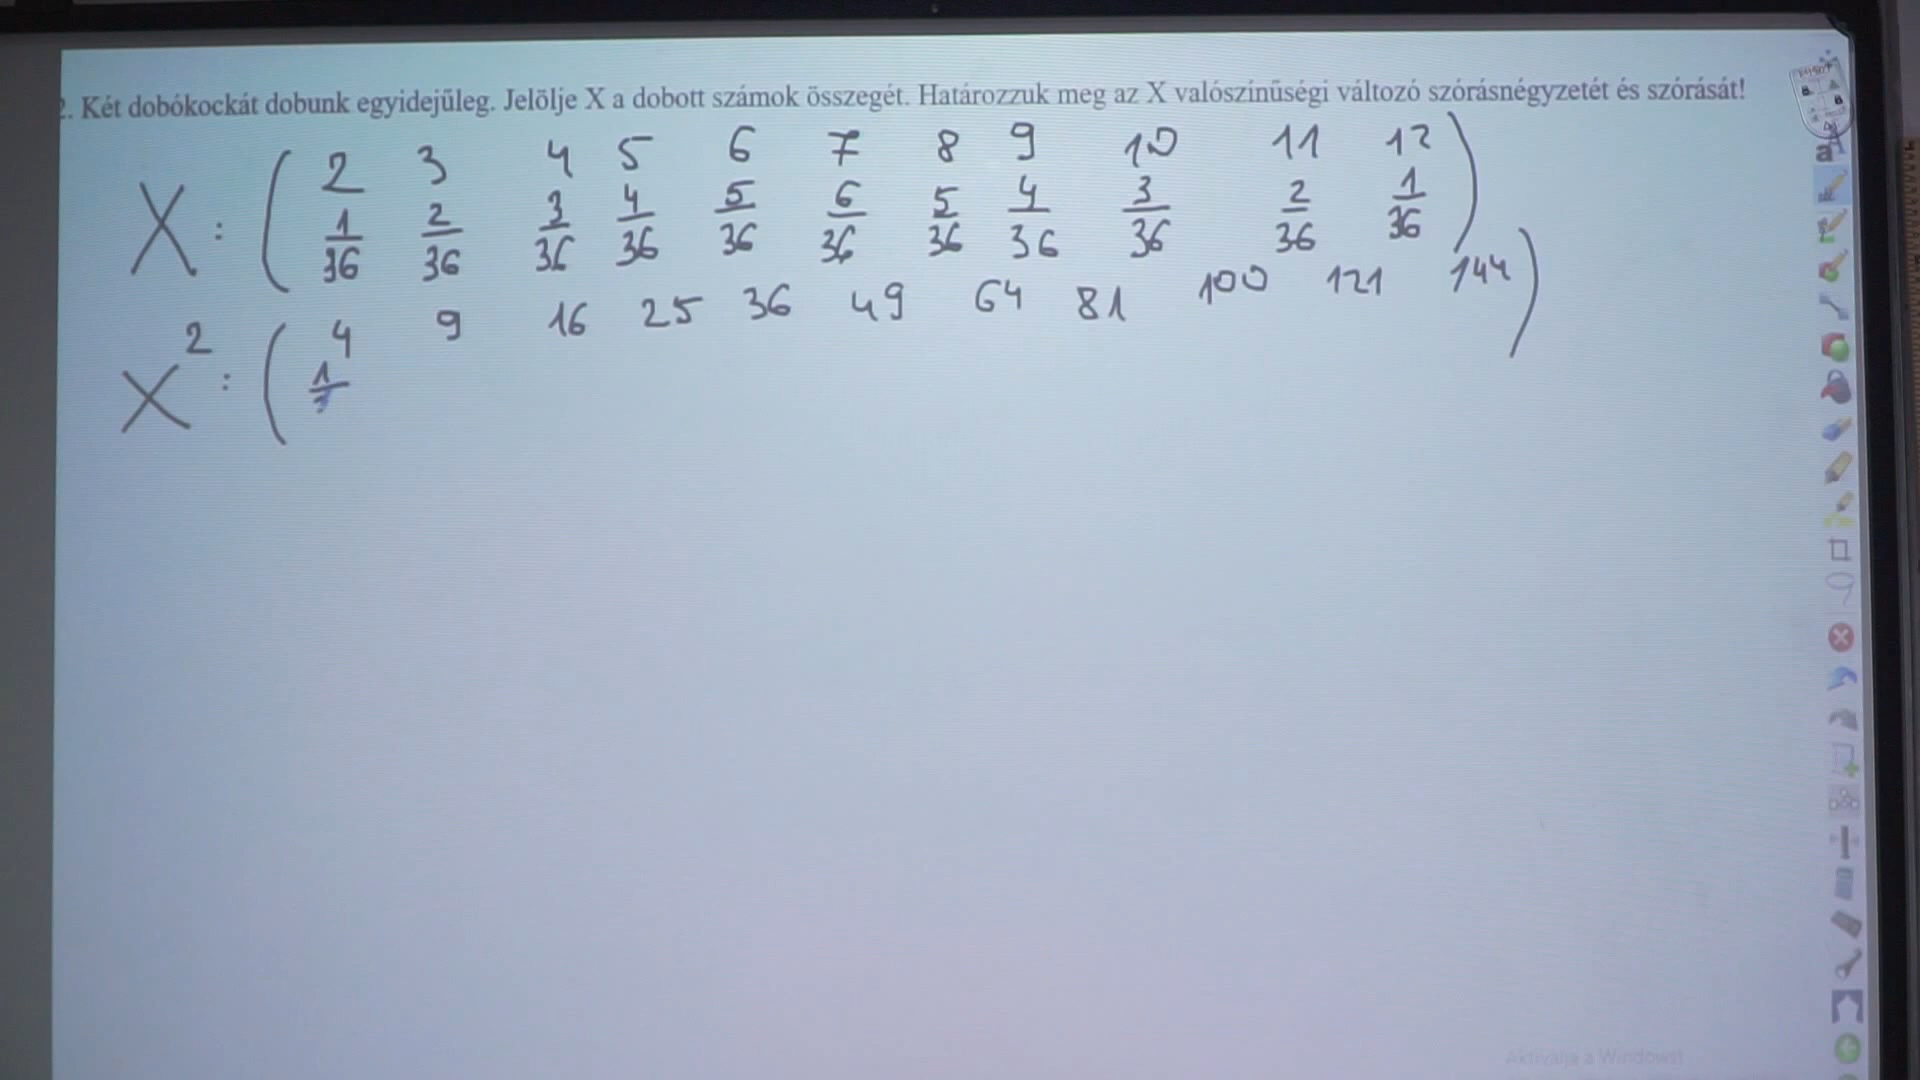 2. Két dobókockát dobunk egyidejűleg. Jelölje X a dobott számok összegét. Határozzuk meg az X valószínűségi változó szórásnégyzetét és szórását!
X : ( 2 3 4 5 6 7 8 9 10 11 12 )
1/36 2/36 3/36 4/36 5/36 6/36 5/36 4/36 3/36 2/36 1/36
X² : ( 4 9 16 25 36 49 64 81 100 121 144 )
1
Aktiválja a Windowst